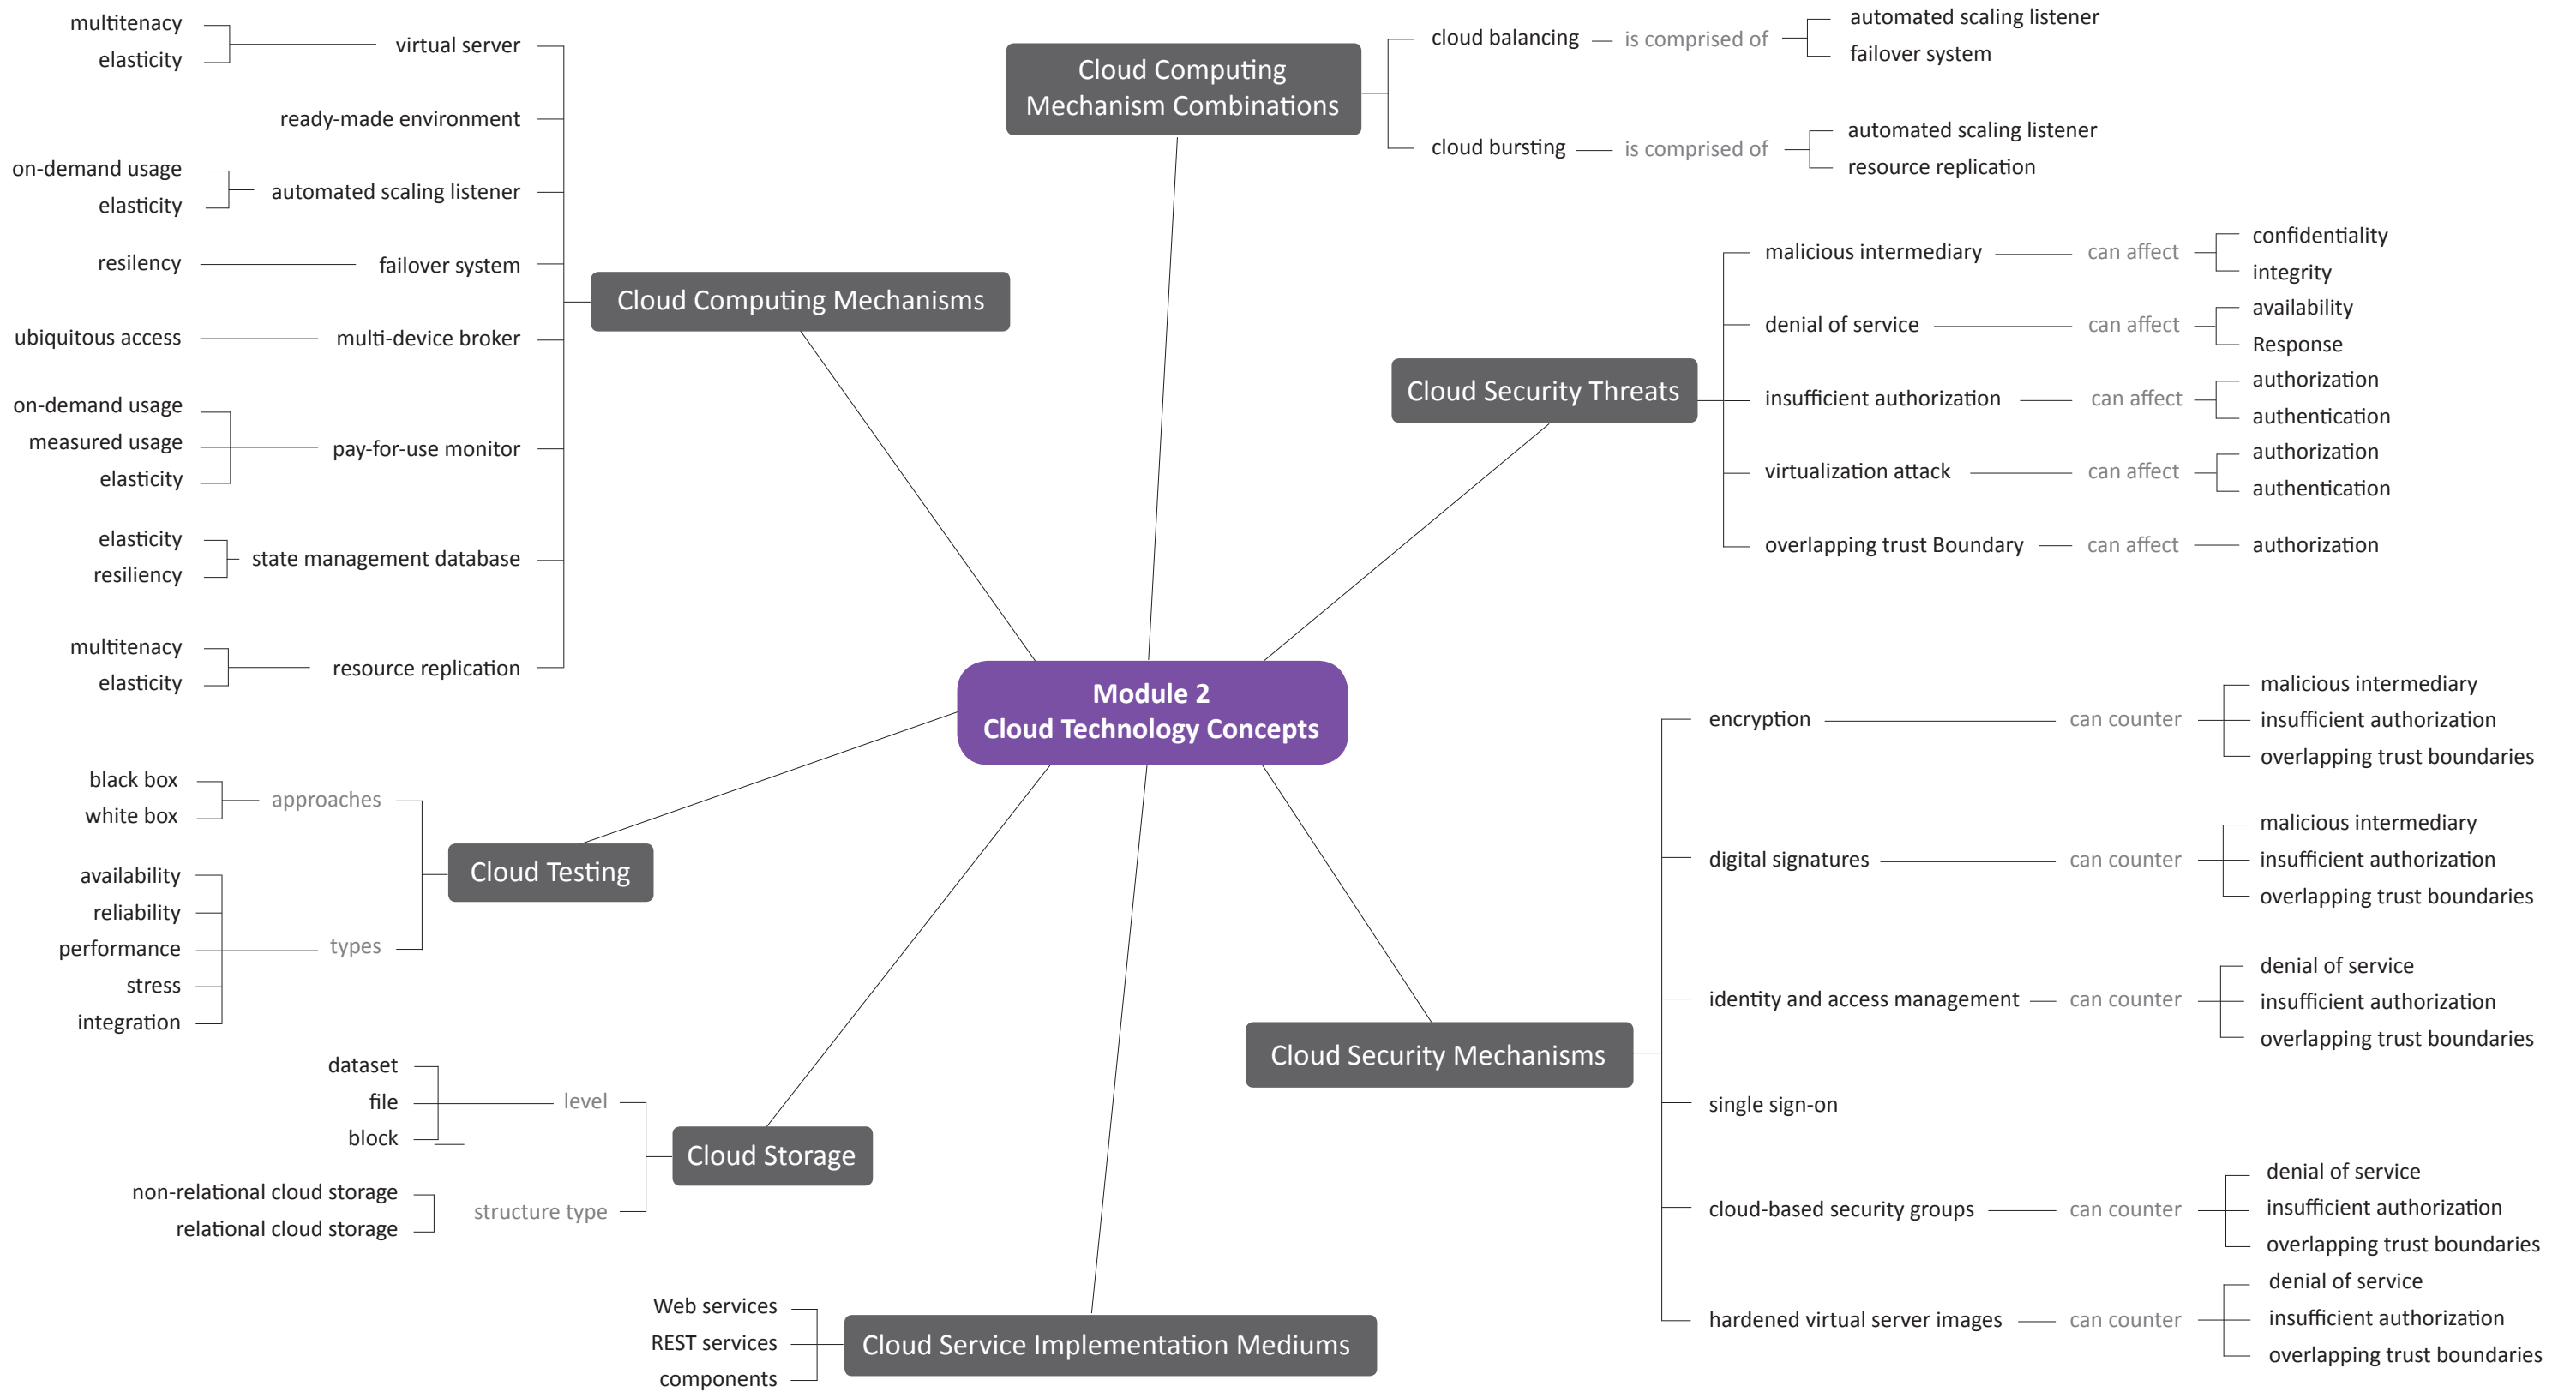 Module 2
Cloud Technology Concepts
Cloud Computing Mechanisms
virtual server
multitenacy
elasticity
ready-made environment
automated scaling listener
on-demand usage
elasticity
failover system
resilency
multi-device broker
ubiquitous access
pay-for-use monitor
on-demand usage
measured usage
elasticity
state management database
elasticity
resiliency
resource replication
multitenacy
elasticity
Cloud Computing
Mechanism Combinations
cloud balancing
is comprised of
automated scaling listener
failover system
cloud bursting
is comprised of
automated scaling listener
resource replication
Cloud Security Threats
malicious intermediary
can affect
confidentiality
integrity
denial of service
can affect
availability
Response
insufficient authorization
can affect
authorization
authentication
virtualization attack
can affect
authorization
authentication
overlapping trust Boundary
can affect
authorization
Cloud Security Mechanisms
encryption
can counter
malicious intermediary
insufficient authorization
overlapping trust boundaries
digital signatures
can counter
malicious intermediary
insufficient authorization
overlapping trust boundaries
identity and access management
can counter
denial of service
insufficient authorization
overlapping trust boundaries
single sign-on
cloud-based security groups
can counter
denial of service
insufficient authorization
overlapping trust boundaries
hardened virtual server images
can counter
denial of service
insufficient authorization
overlapping trust boundaries
Cloud Testing
approaches
black box
white box
types
availability
reliability
performance
stress
integration
Cloud Storage
level
dataset
file
block
structure type
non-relational cloud storage
relational cloud storage
Cloud Service Implementation Mediums
Web services
REST services
components